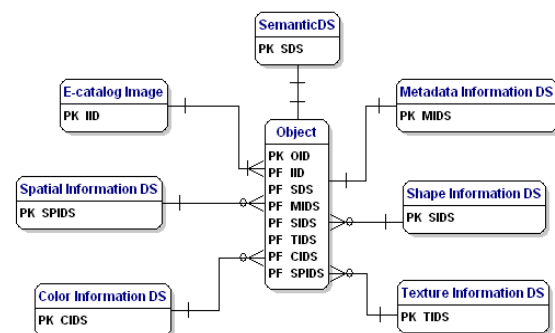 SemanticDS
PK SDS
E-catalog Image
PK IID
Metadata Information DS
PK MIDS
Object
PK OID
PF IID
PF SDS
PF MIDS
PF SIDS
PF TIDS
PF CIDS
PF SPIDS
Spatial Information DS
PK SPIDS
Shape Information DS
PK SIDS
Color Information DS
PK CIDS
Texture Information DS
PK TIDS